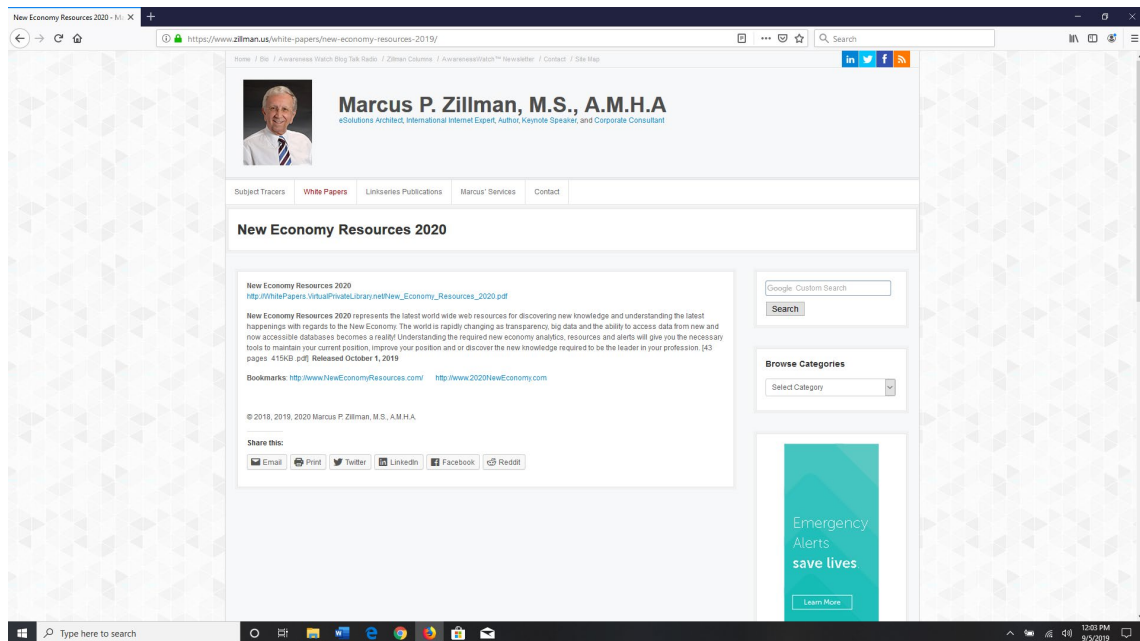 New Economy Resources 2020 - Ma
https://www.zillman.us/white-papers/new-economy-resources-2019/
Search
Home / Bio / Awareness Watch Blog Talk Radio / Zillman Columns / AwarenessWatch™ Newsletter / Contact / Site Map
Marcus P. Zillman, M.S., A.M.H.A
eSolutions Architect, International Internet Expert, Author, Keynote Speaker, and Corporate Consultant
Subject Tracers White Papers Linkseries Publications Marcus' Services Contact
New Economy Resources 2020
New Economy Resources 2020
http://WhitePapers.VirtualPrivateLibrary.net/New_Economy_Resources_2020.pdf
New Economy Resources 2020 represents the latest world wide web resources for discovering new knowledge and understanding the latest
happenings with regards to the New Economy. The world is rapidly changing as transparency, big data and the ability to access data from new and
now accessible databases becomes a reality! Understanding the required new economy analytics, resources and alerts will give you the necessary
tools to maintain your current position, improve your position and or discover the new knowledge required to be the leader in your profession. [43
pages 415KB .pdf] Released October 1, 2019
Bookmarks: http://www.NewEconomyResources.com/ http://www.2020NewEconomy.com
© 2018, 2019, 2020 Marcus P. Zillman, M.S., A.M.H.A.
Share this:
Email Print Twitter LinkedIn Facebook Reddit
Google Custom Search
Search
Browse Categories
Select Category
Emergency
Alerts
save lives
Learn More
Type here to search
12:03 PM
9/5/2019